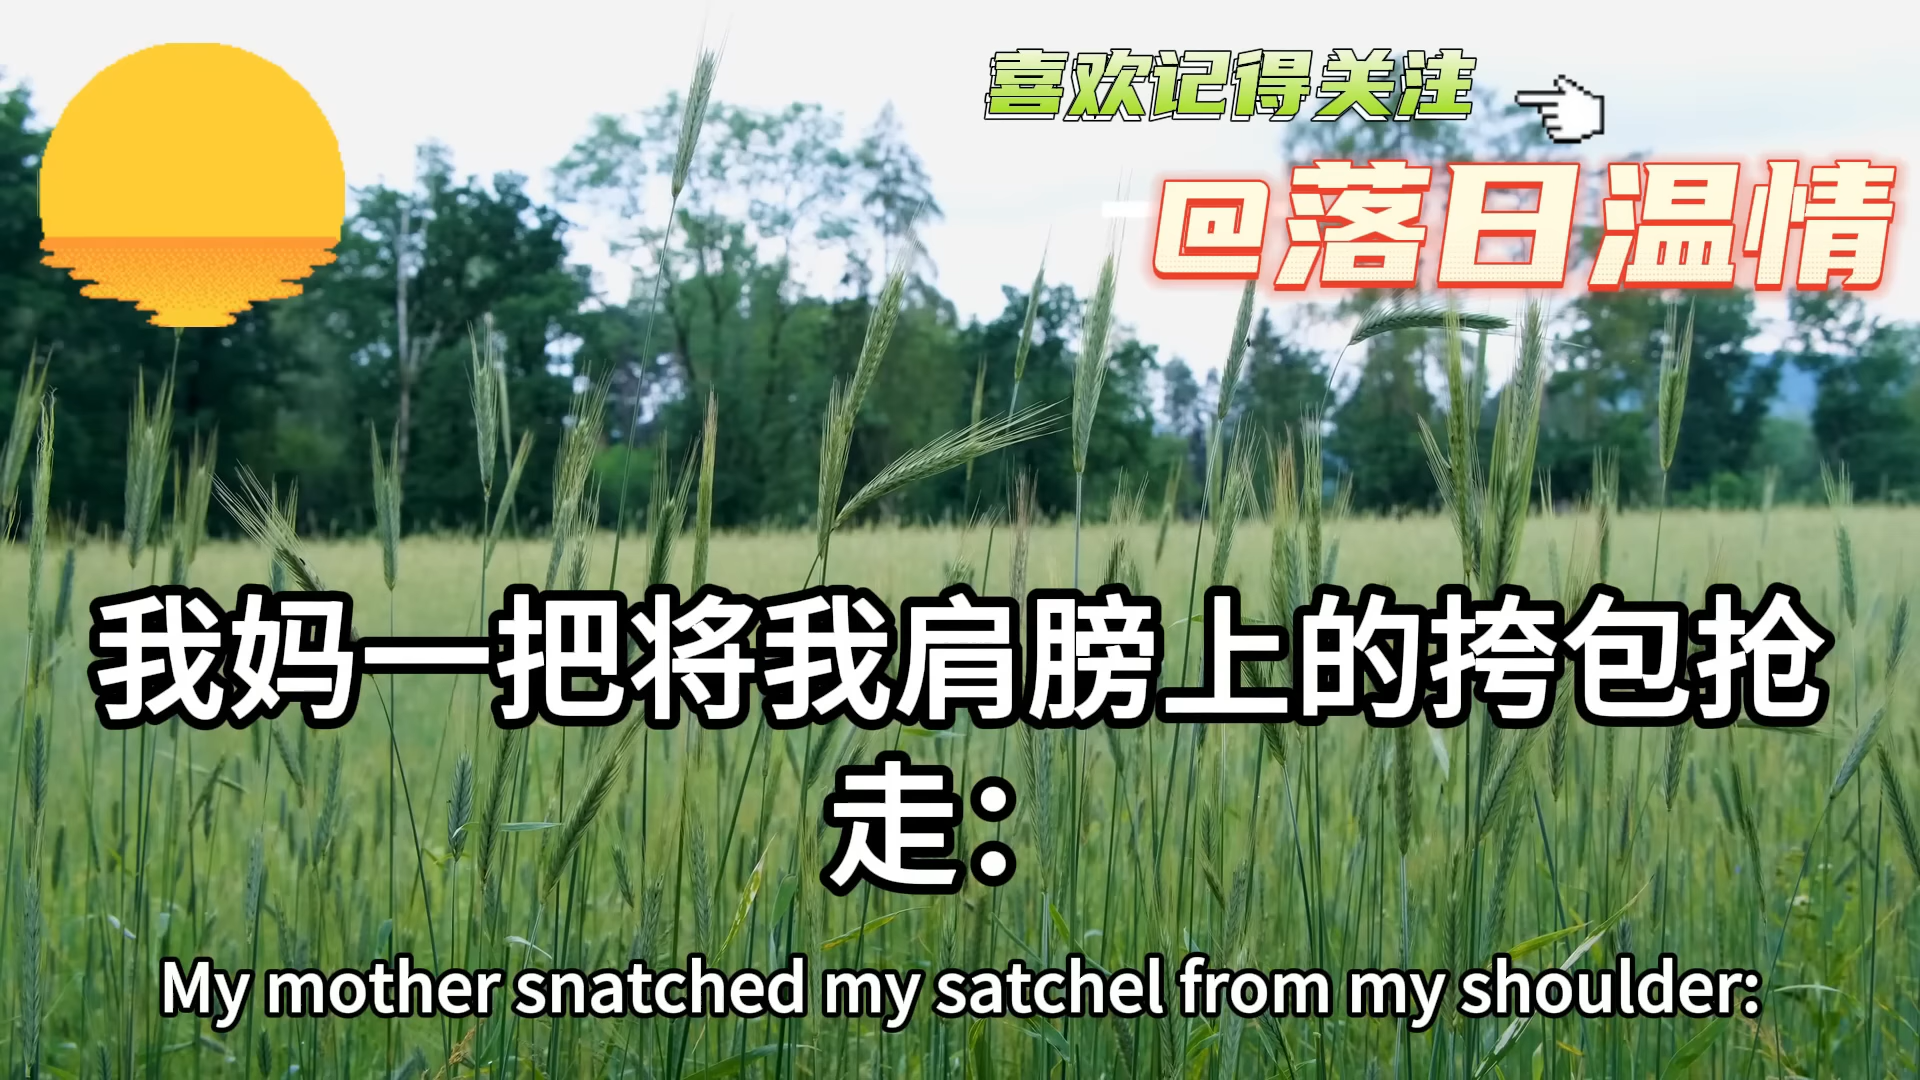 喜欢记得关注
@落日温情
我妈一把将我肩膀上的挎包抢
走：
My mother snatched my satchel from my shoulder: